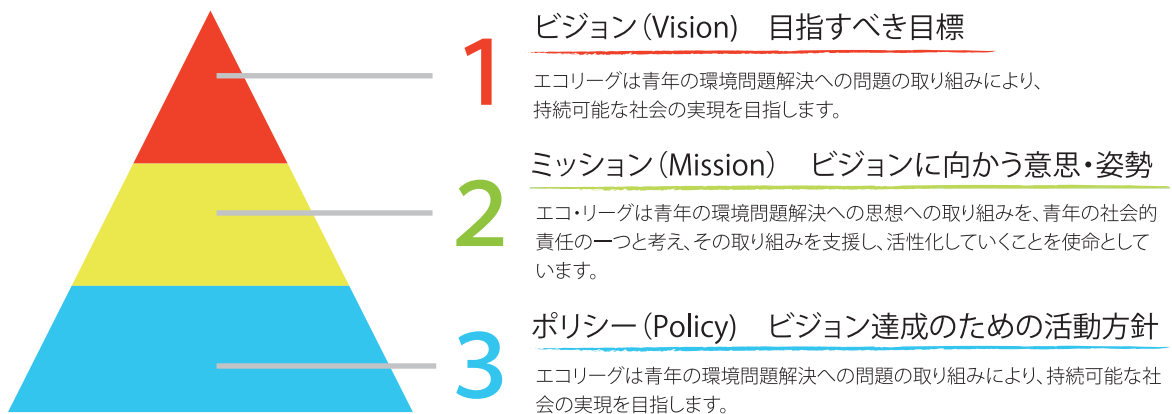 1
ビジョン（Vision) 目指すべき目標
エコリーグは青年の環境問題解決への問題の取り組みにより、
持続可能な社会の実現を目指します。
2
ミッション（Mission） ビジョンに向かう意思・姿勢
エコ・リーグは青年の環境問題解決への思想への取り組みを、青年の社会的
責任の一つと考え、その取り組みを支援し、活性化していくことを使命として
います。
3
ポリシー（Policy) ビジョン達成のための活動方針
エコリーグは青年の環境問題解決への問題の取り組みにより、持続可能な社
会の実現を目指します。